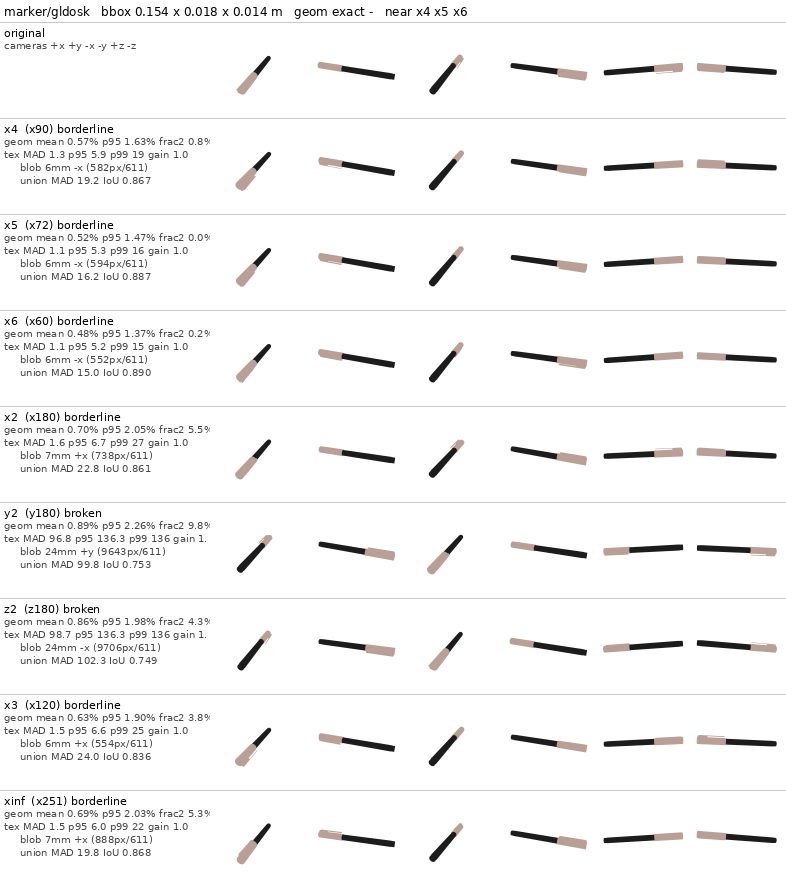 marker/gldosk bbox 0.154 x 0.018 x 0.014 m geom exact - near x4 x5 x6
original
cameras +x +y -x -y +z -z
x4 (x90) borderline
geom mean 0.57% p95 1.63% frac2 0.8%
tex MAD 1.3 p95 5.9 p99 19 gain 1.0
blob 6mm -x (582px/611)
union MAD 19.2 IoU 0.867
x5 (x72) borderline
geom mean 0.52% p95 1.47% frac2 0.0%
tex MAD 1.1 p95 5.3 p99 16 gain 1.0
blob 6mm -x (594px/611)
union MAD 16.2 IoU 0.887
x6 (x60) borderline
geom mean 0.48% p95 1.37% frac2 0.2%
tex MAD 1.1 p95 5.2 p99 15 gain 1.0
blob 6mm -x (552px/611)
union MAD 15.0 IoU 0.890
x2 (x180) borderline
geom mean 0.70% p95 2.05% frac2 5.5%
tex MAD 1.6 p95 6.7 p99 27 gain 1.0
blob 7mm +x (738px/611)
union MAD 22.8 IoU 0.861
y2 (y180) broken
geom mean 0.89% p95 2.26% frac2 9.8%
tex MAD 96.8 p95 136.3 p99 136 gain 1.
blob 24mm +y (9643px/611)
union MAD 99.8 IoU 0.753
z2 (z180) broken
geom mean 0.86% p95 1.98% frac2 4.3%
tex MAD 98.7 p95 136.3 p99 136 gain 1.
blob 24mm -x (9706px/611)
union MAD 102.3 IoU 0.749
x3 (x120) borderline
geom mean 0.63% p95 1.90% frac2 3.8%
tex MAD 1.5 p95 6.6 p99 25 gain 1.0
blob 6mm +x (554px/611)
union MAD 24.0 IoU 0.836
xinf (x251) borderline
geom mean 0.69% p95 2.03% frac2 5.3%
tex MAD 1.5 p95 6.0 p99 22 gain 1.0
blob 7mm +x (888px/611)
union MAD 19.8 IoU 0.868